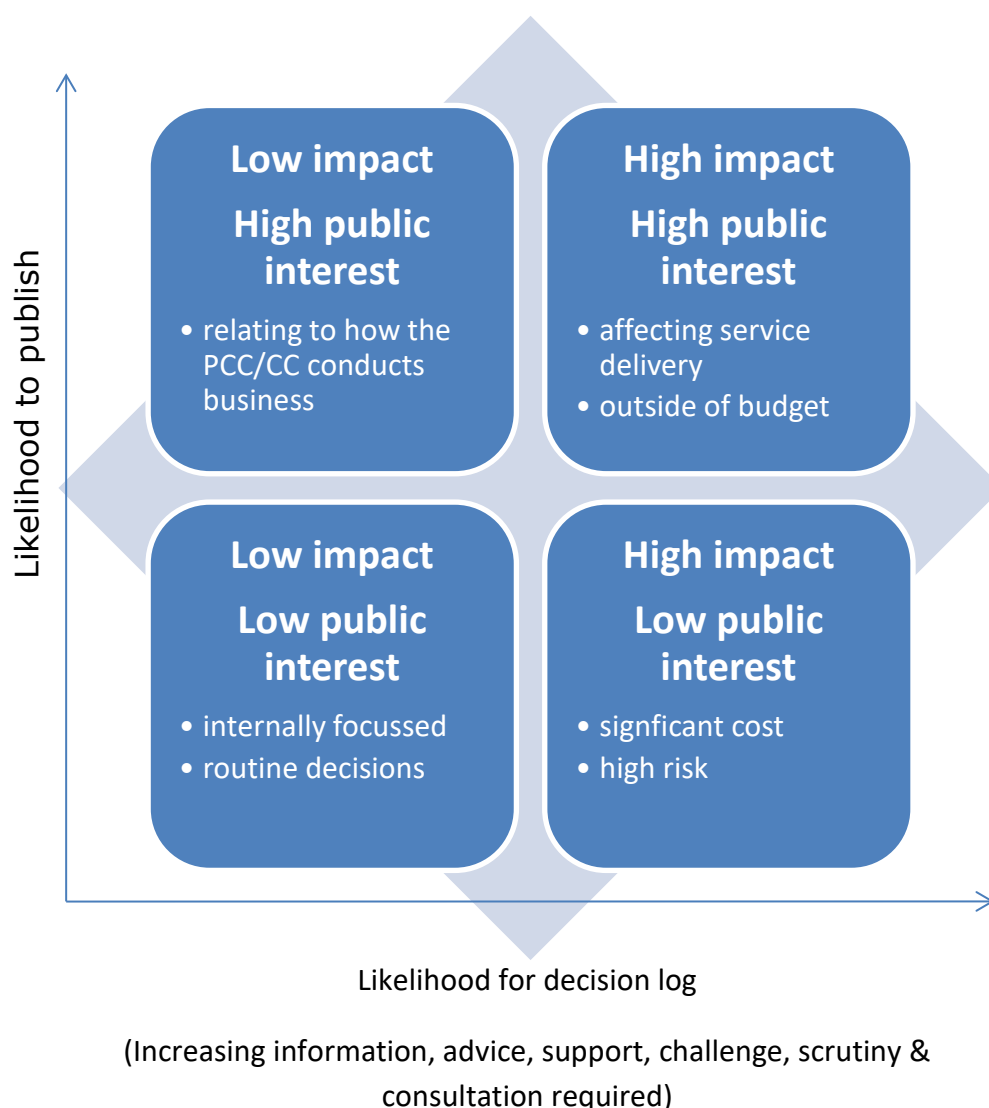 Likelihood to publish
Low impact
High public
interest
• relating to how the
PCC/CC conducts
business
High impact
High public
interest
• affecting service
delivery
• outside of budget
Low impact
Low public
interest
• internally focussed
• routine decisions
High impact
Low public
interest
• signficant cost
• high risk
Likelihood for decision log
(Increasing information, advice, support, challenge, scrutiny &
consultation required)